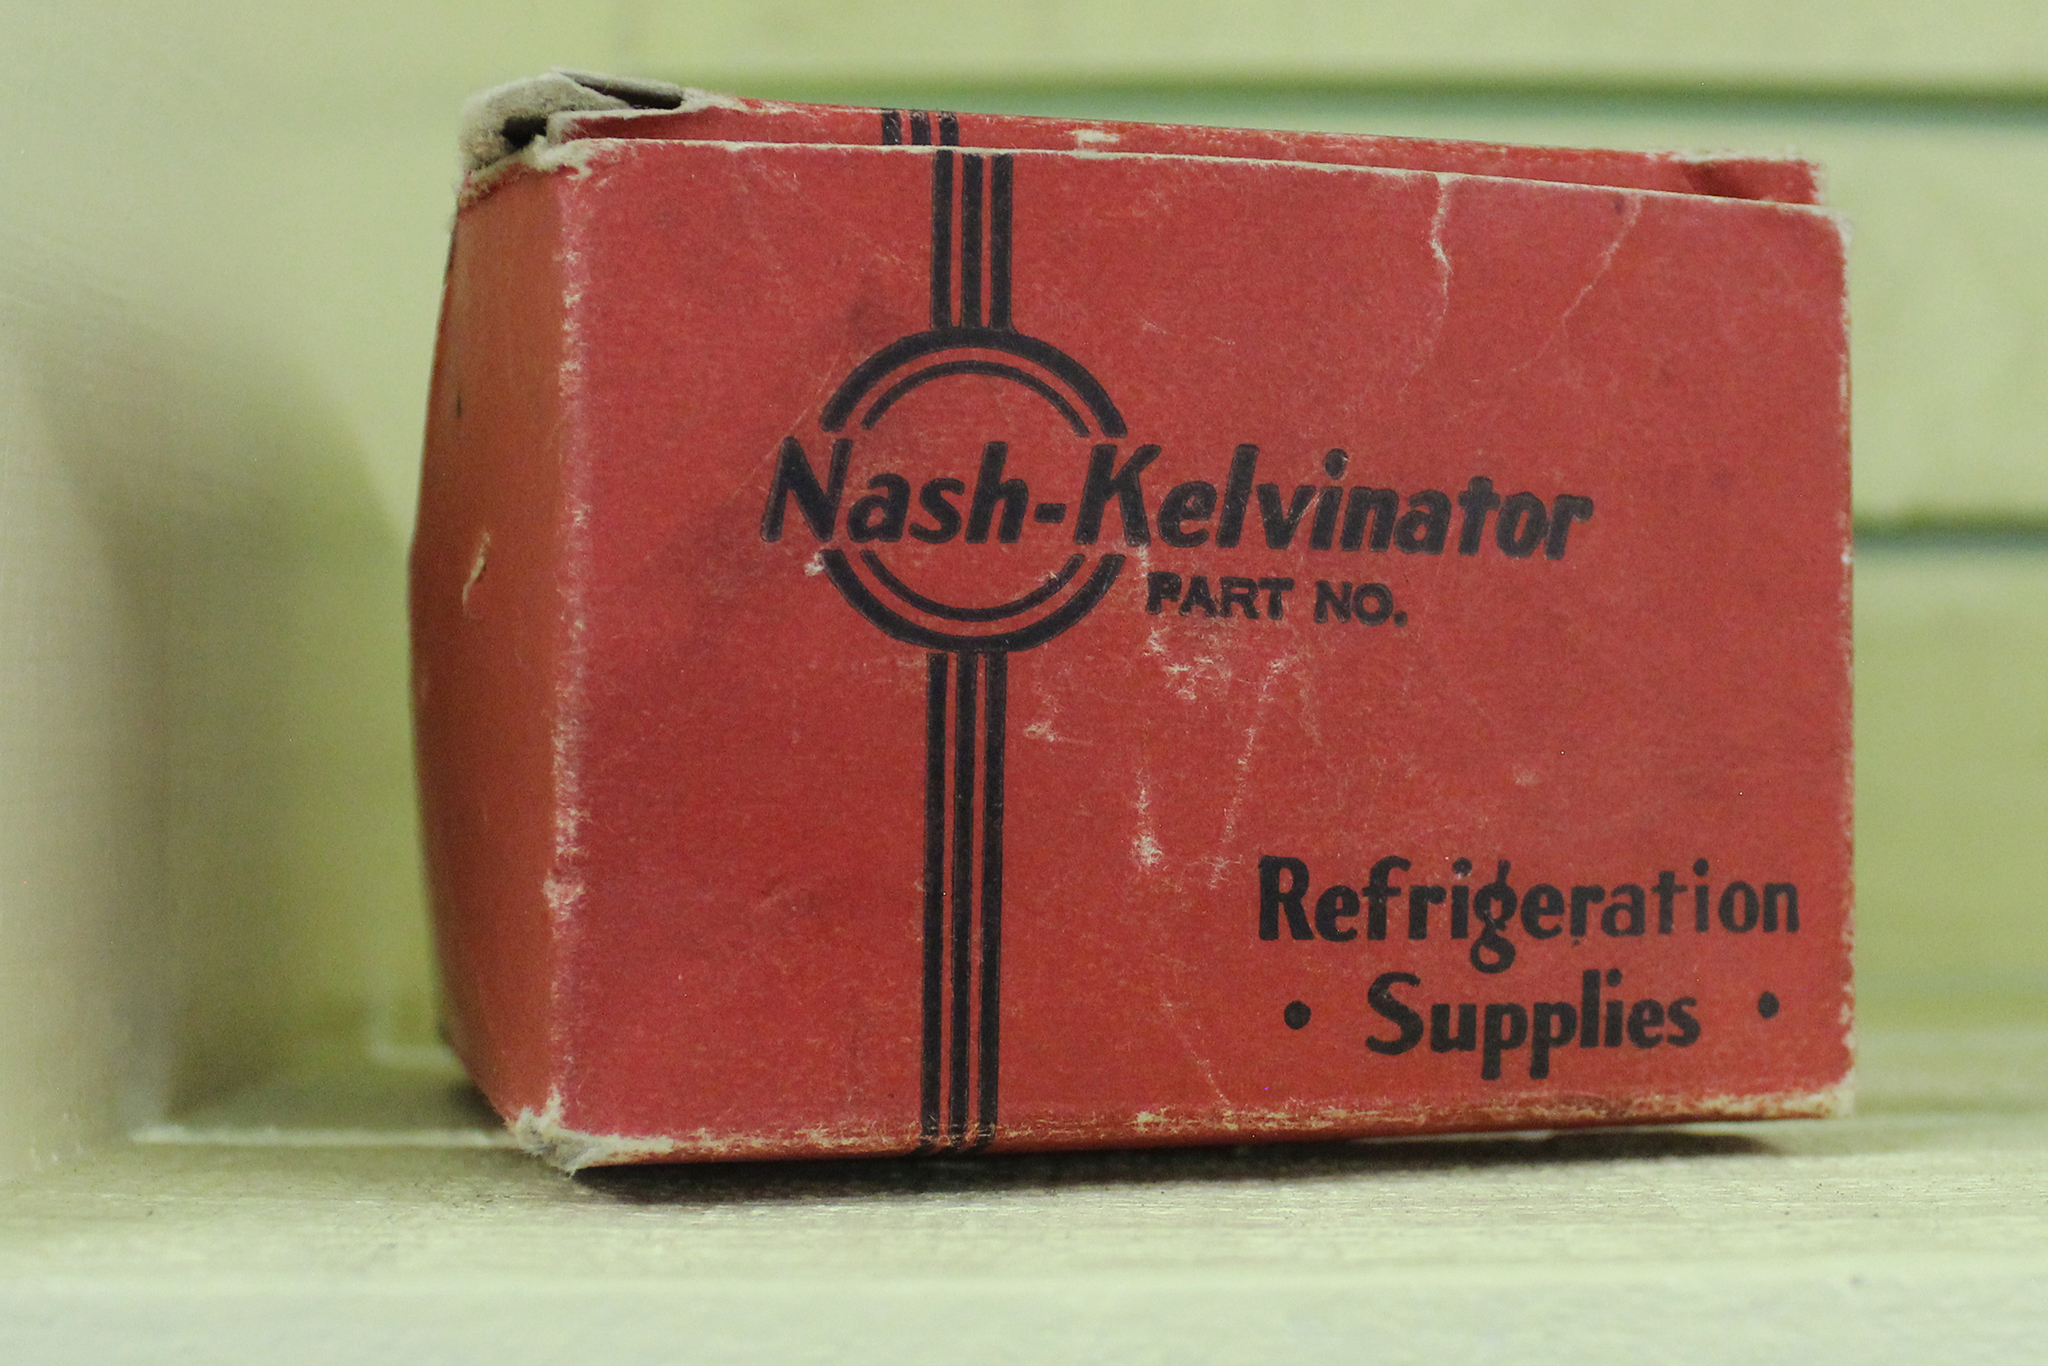 Nash-Kelvinator
PART NO.
Refrigeration
• Supplies •